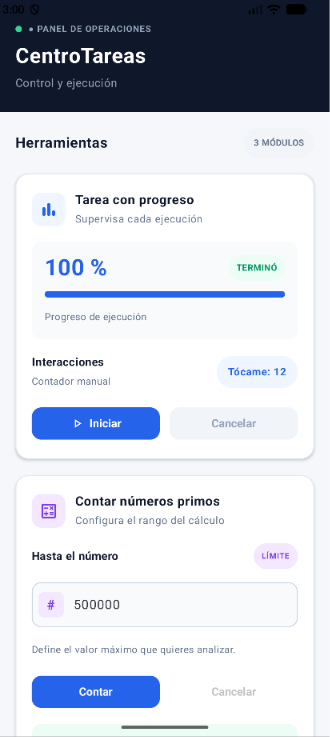 3:00
● PANEL DE OPERACIONES
CentroTareas
Control y ejecución
Herramientas
3 MÓDULOS
Tarea con progreso
Supervisa cada ejecución
100 %
TERMINÓ
Progreso de ejecución
Interacciones
Contador manual
Tócame: 12
Iniciar
Cancelar
Contar números primos
Configura el rango del cálculo
Hasta el número
LÍMITE
# 500000
Define el valor máximo que quieres analizar.
Contar
Cancelar